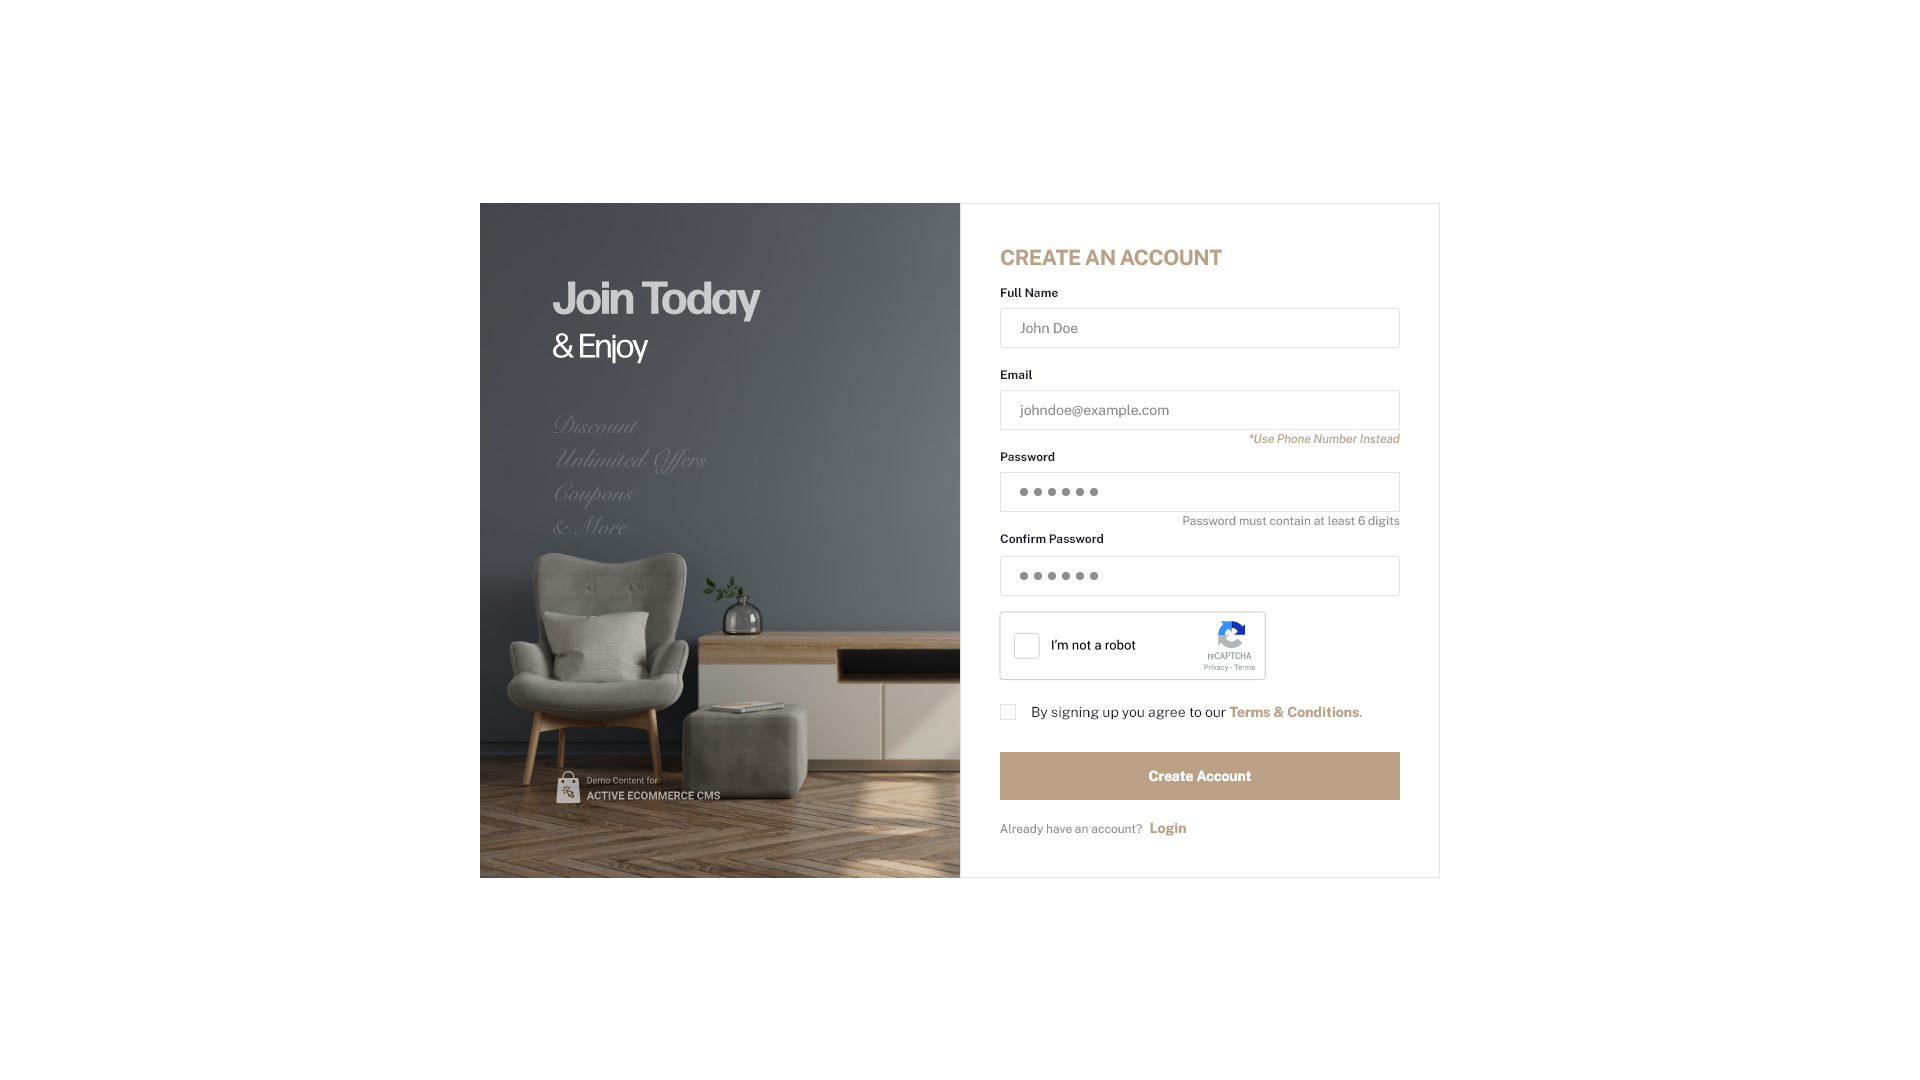 Join Today
& Enjoy
Discount
Unlimited Offers
Coupons
& More
Demo Content for
ACTIVE ECOMMERCE CMS
CREATE AN ACCOUNT
Full Name
John Doe
Email
johndoe@example.com
*Use Phone Number Instead
Password
Password must contain at least 6 digits
Confirm Password
I'm not a robot
reCAPTCHA
Privacy - Terms
By signing up you agree to our Terms & Conditions.
Create Account
Already have an account? Login